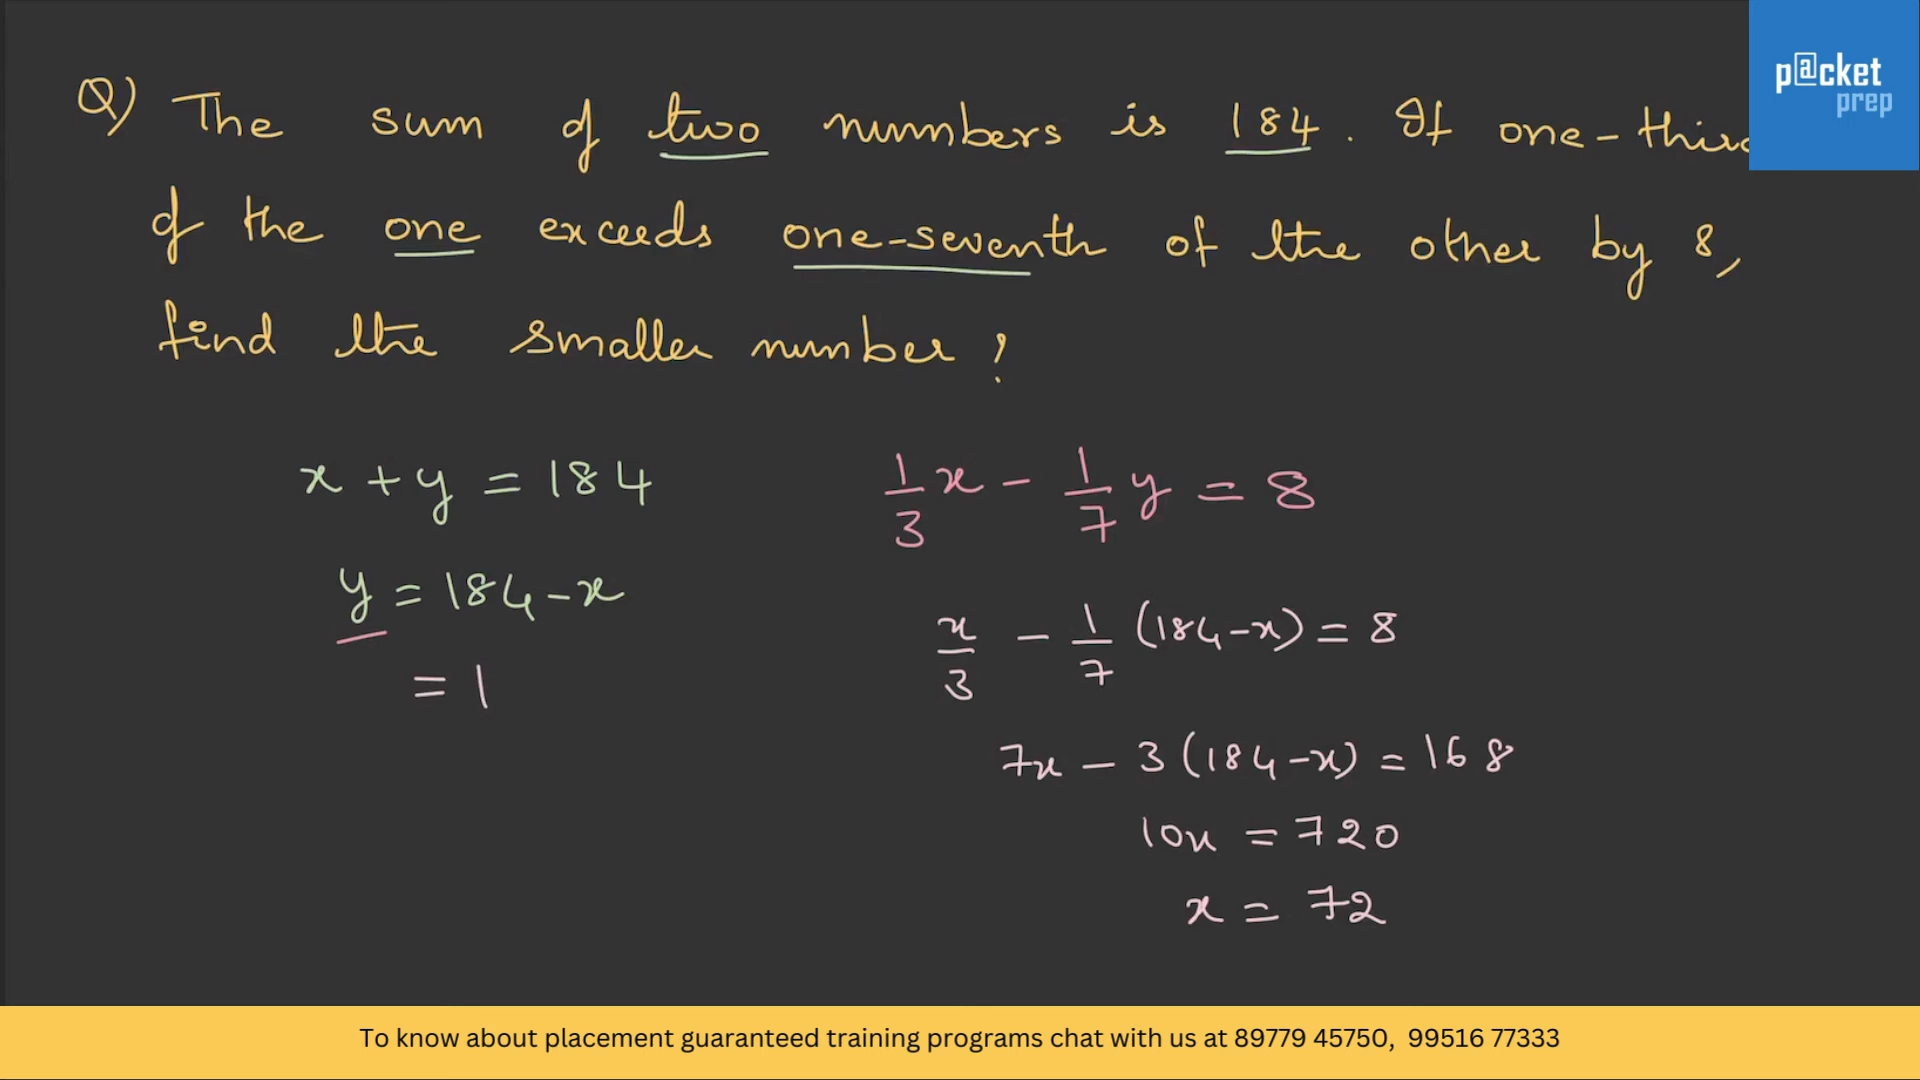 p@cket
prep
Q) The sum of two numbers is 184. If one-third
of the one exceeds one-seventh of the other by 8,
find the smaller number?
x + y = 184
1/3 x - 1/7 y = 8
y = 184 - x
x/3 - 1/7 (184-x) = 8
= 1
7x - 3(184-x) = 168
10x = 720
x = 72
To know about placement guaranteed training programs chat with us at 89779 45750, 99516 77333